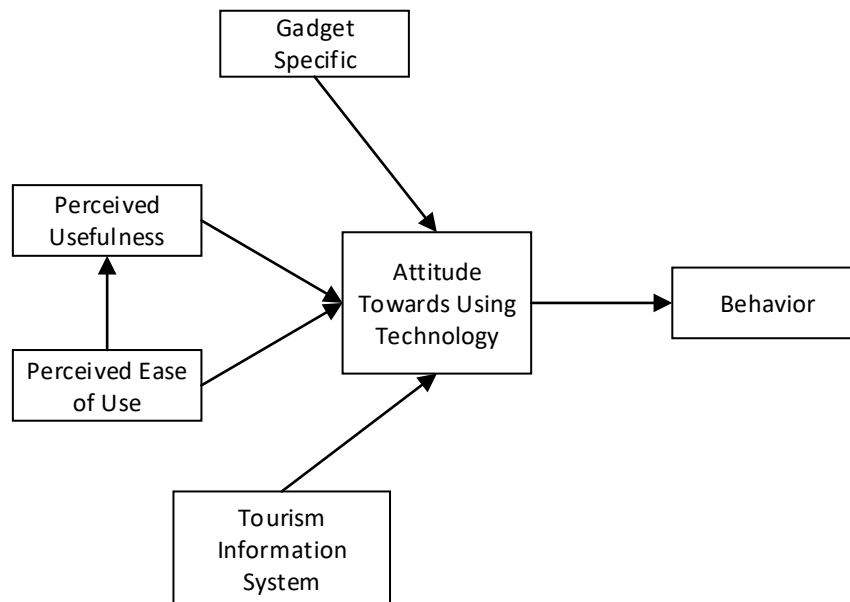 Gadget
Specific
Perceived
Usefulness
Attitude
Towards Using
Technology
Behavior
Perceived Ease
of Use
Tourism
Information
System